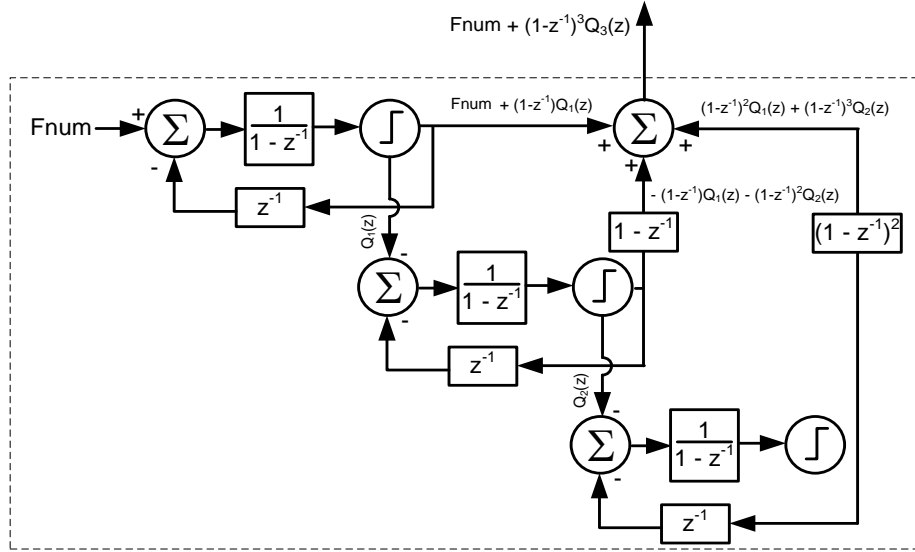 Fnum + (1-z⁻¹)³Q₃(z)
Fnum
+
Σ
-
1
1 - z⁻¹
Fnum + (1-z⁻¹)Q₁(z)
Σ
+
+
+
(1-z⁻¹)²Q₁(z) + (1-z⁻¹)³Q₂(z)
z⁻¹
- (1-z⁻¹)Q₁(z) - (1-z⁻¹)²Q₂(z)
Q₁(z)
1 - z⁻¹
(1 - z⁻¹)²
-
Σ
-
1
1 - z⁻¹
z⁻¹
Q₂(z)
-
Σ
-
1
1 - z⁻¹
z⁻¹